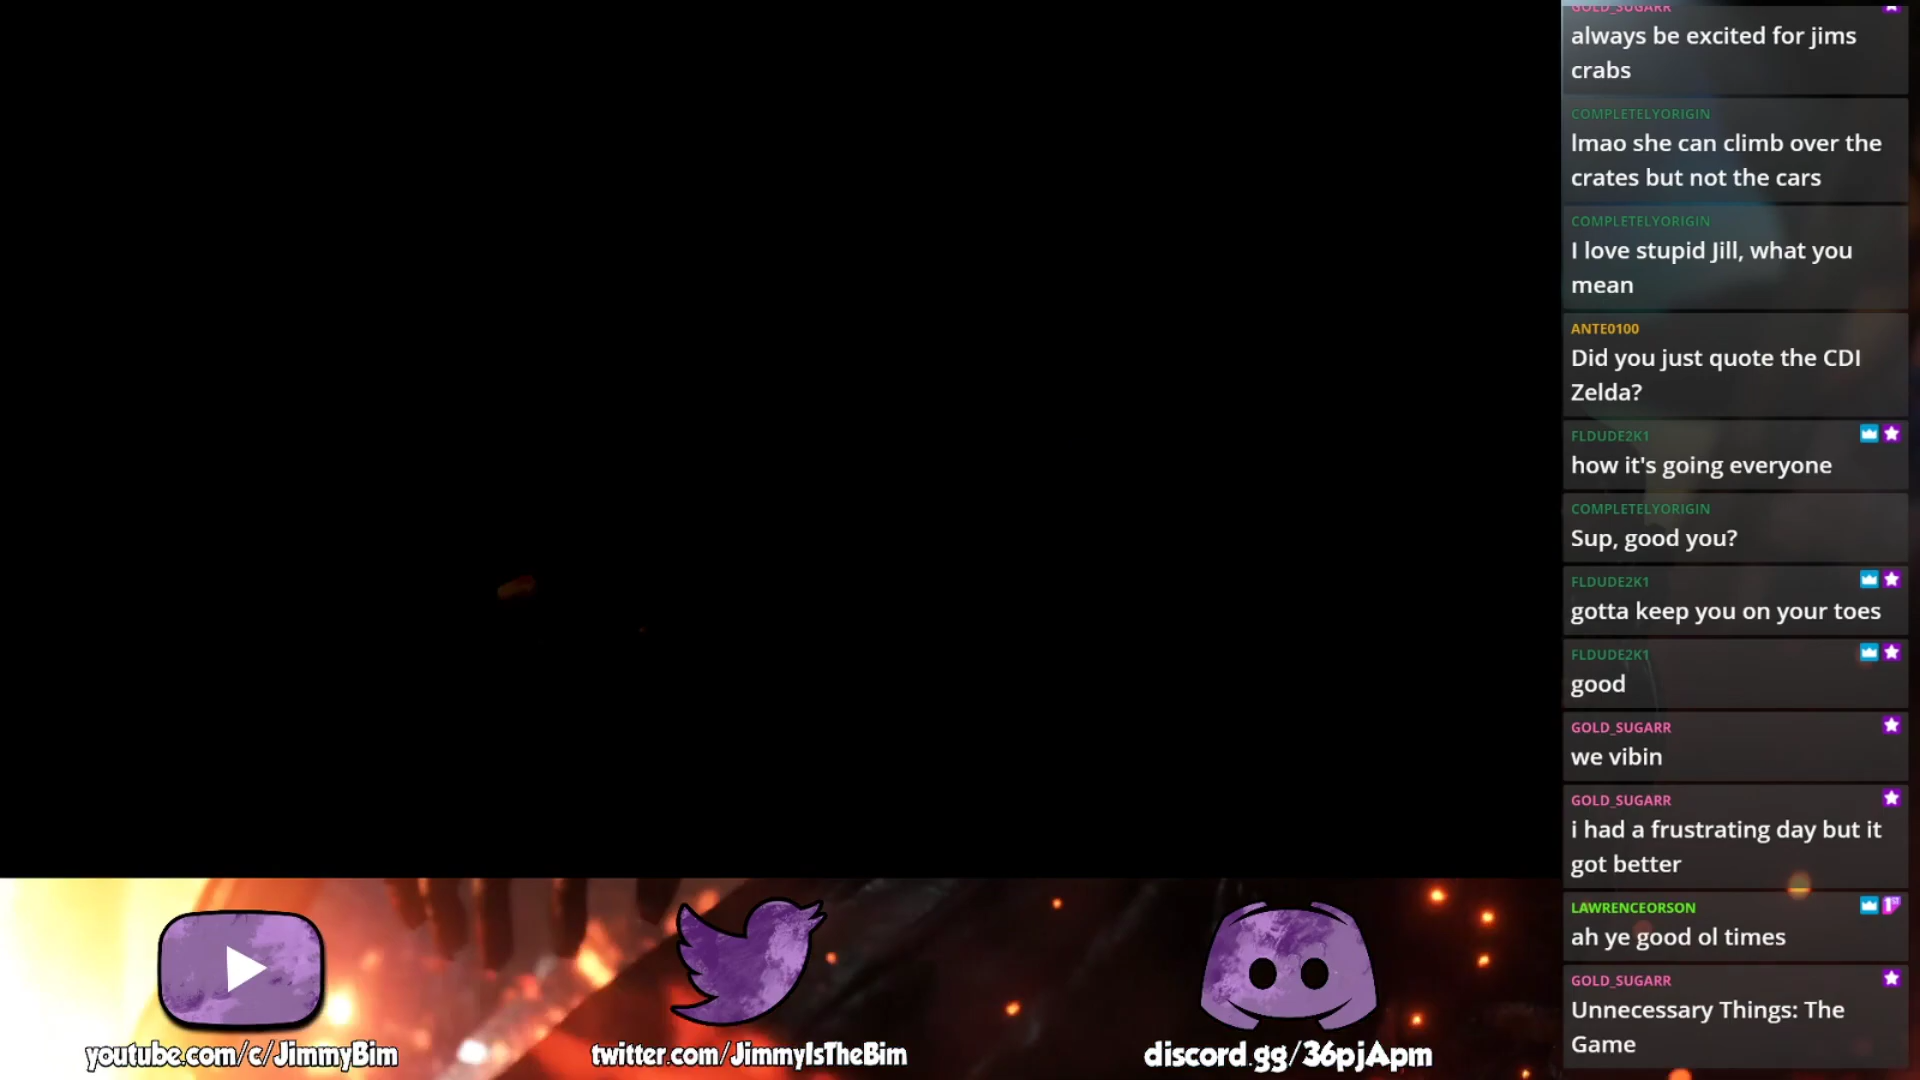 GOLD_SUGARR
always be excited for jims
crabs
COMPLETELYORIGIN
lmao she can climb over the
crates but not the cars
COMPLETELYORIGIN
I love stupid Jill, what you
mean
ANTE0100
Did you just quote the CDI
Zelda?
FLDUDE2K1
how it's going everyone
COMPLETELYORIGIN
Sup, good you?
FLDUDE2K1
gotta keep you on your toes
FLDUDE2K1
good
GOLD_SUGARR
we vibin
GOLD_SUGARR
i had a frustrating day but it
got better
LAWRENCEORSON
ah ye good ol times
GOLD_SUGARR
Unnecessary Things: The
Game
youtube.com/c/JimmyBim
twitter.com/JimmyIsTheBim
discord.gg/36pjApm